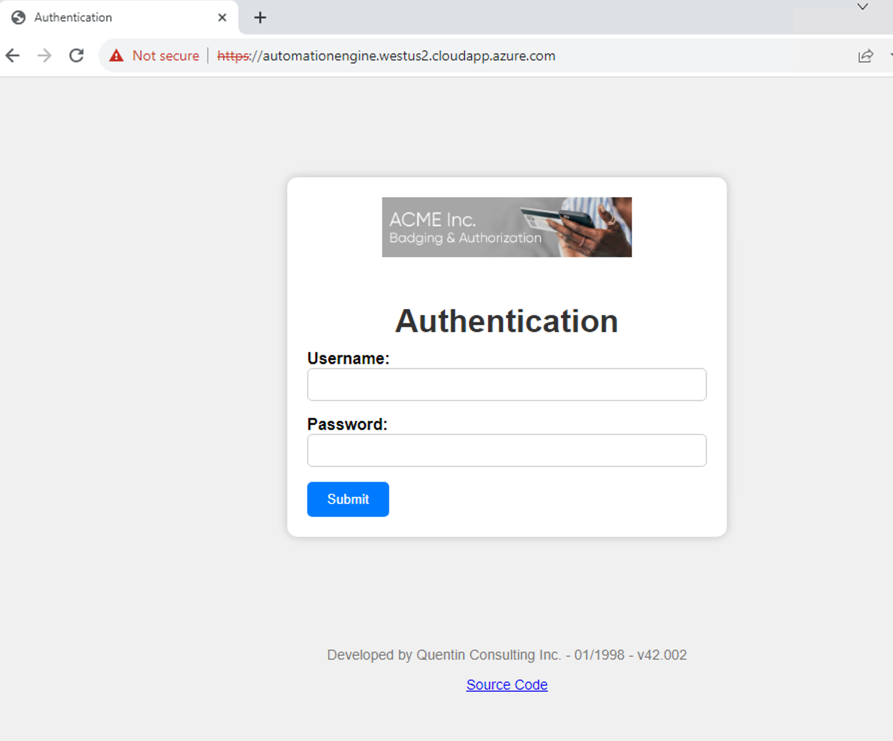 Authentication
Not secure
https://automationengine.westus2.cloudapp.azure.com
ACME Inc.
Badging & Authorization
Authentication
Username:
Password:
Submit
Developed by Quentin Consulting Inc. - 01/1998 - v42.002
Source Code